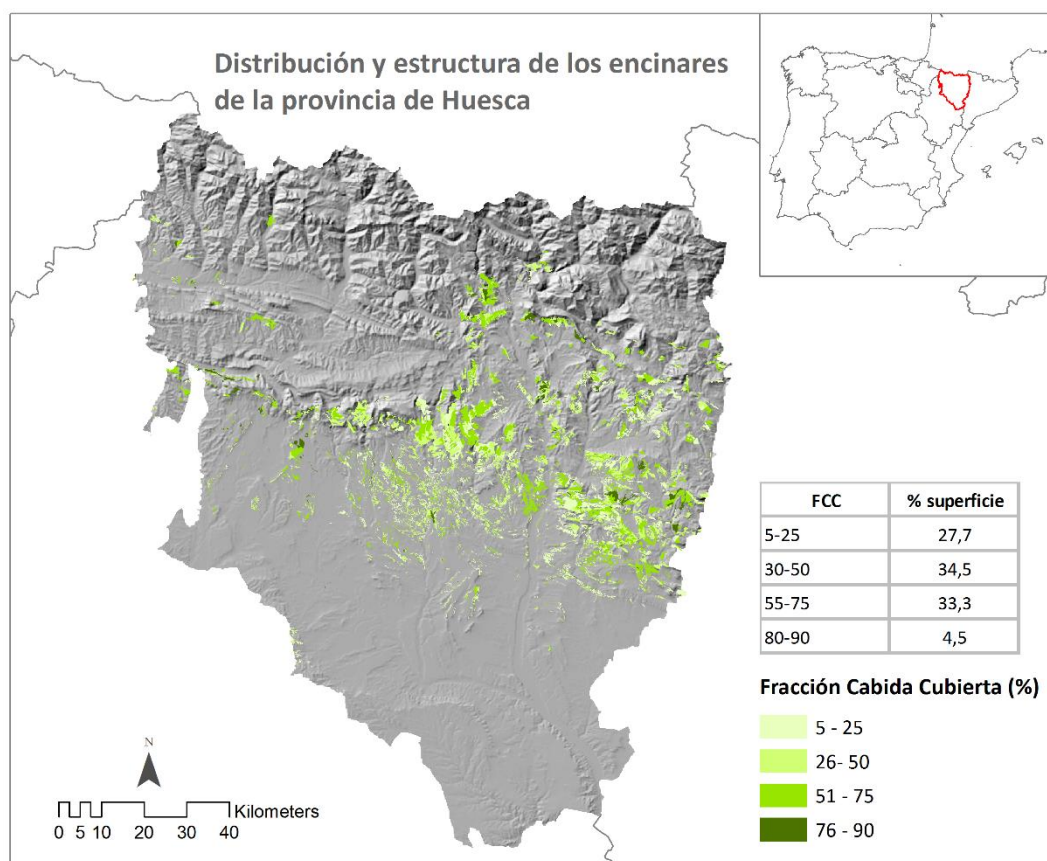 Distribución y estructura de los encinares
de la provincia de Huesca
FCC % superficie
5-25 27,7
30-50 34,5
55-75 33,3
80-90 4,5
Fracción Cabida Cubierta (%)
5 - 25
26- 50
51 - 75
76 - 90
N
Kilometers
0 5 10 20 30 40